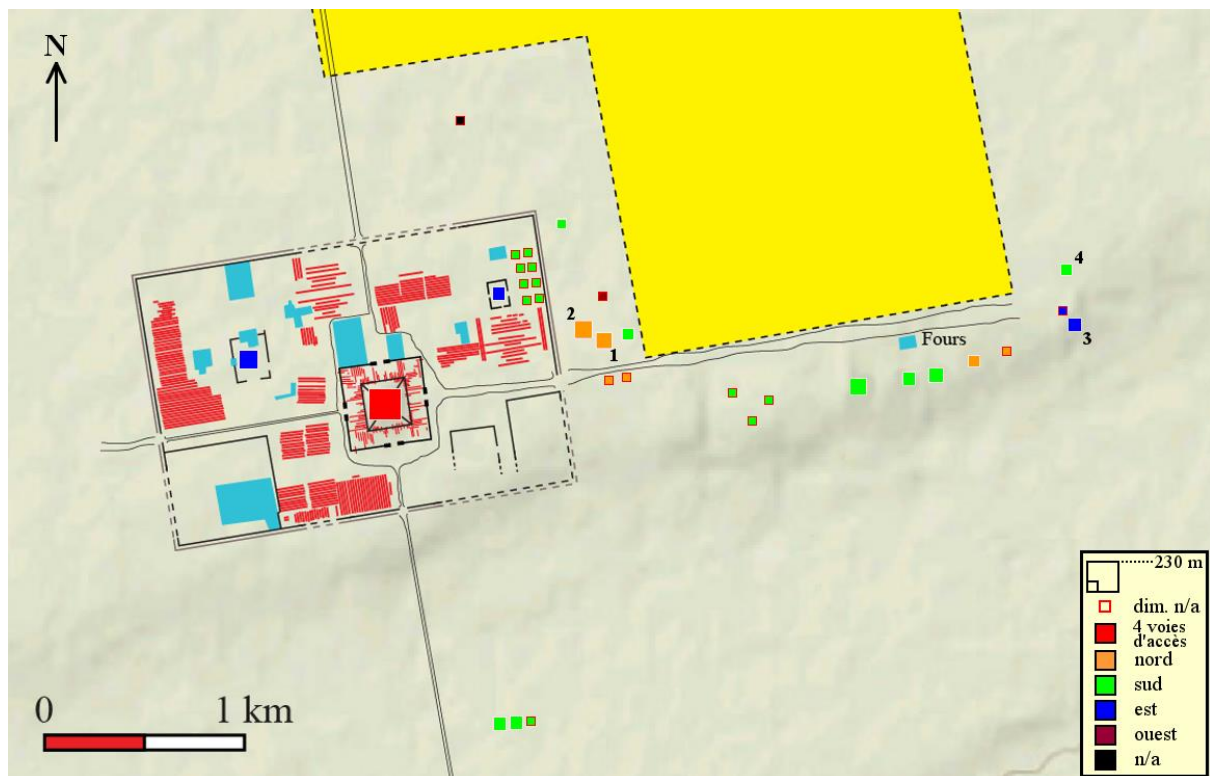 N
2
1
4
3
Fours
0 1 km
230 m
dim. n/a
4 voies
d'accès
nord
sud
est
ouest
n/a